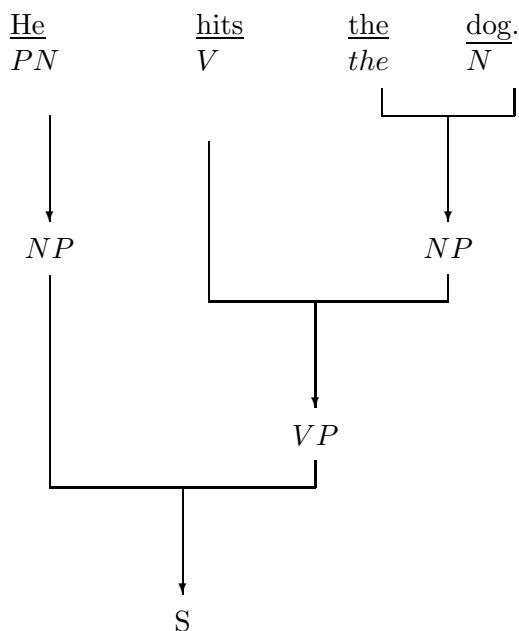 He hits the dog.
PN V the N
NP NP
VP
S